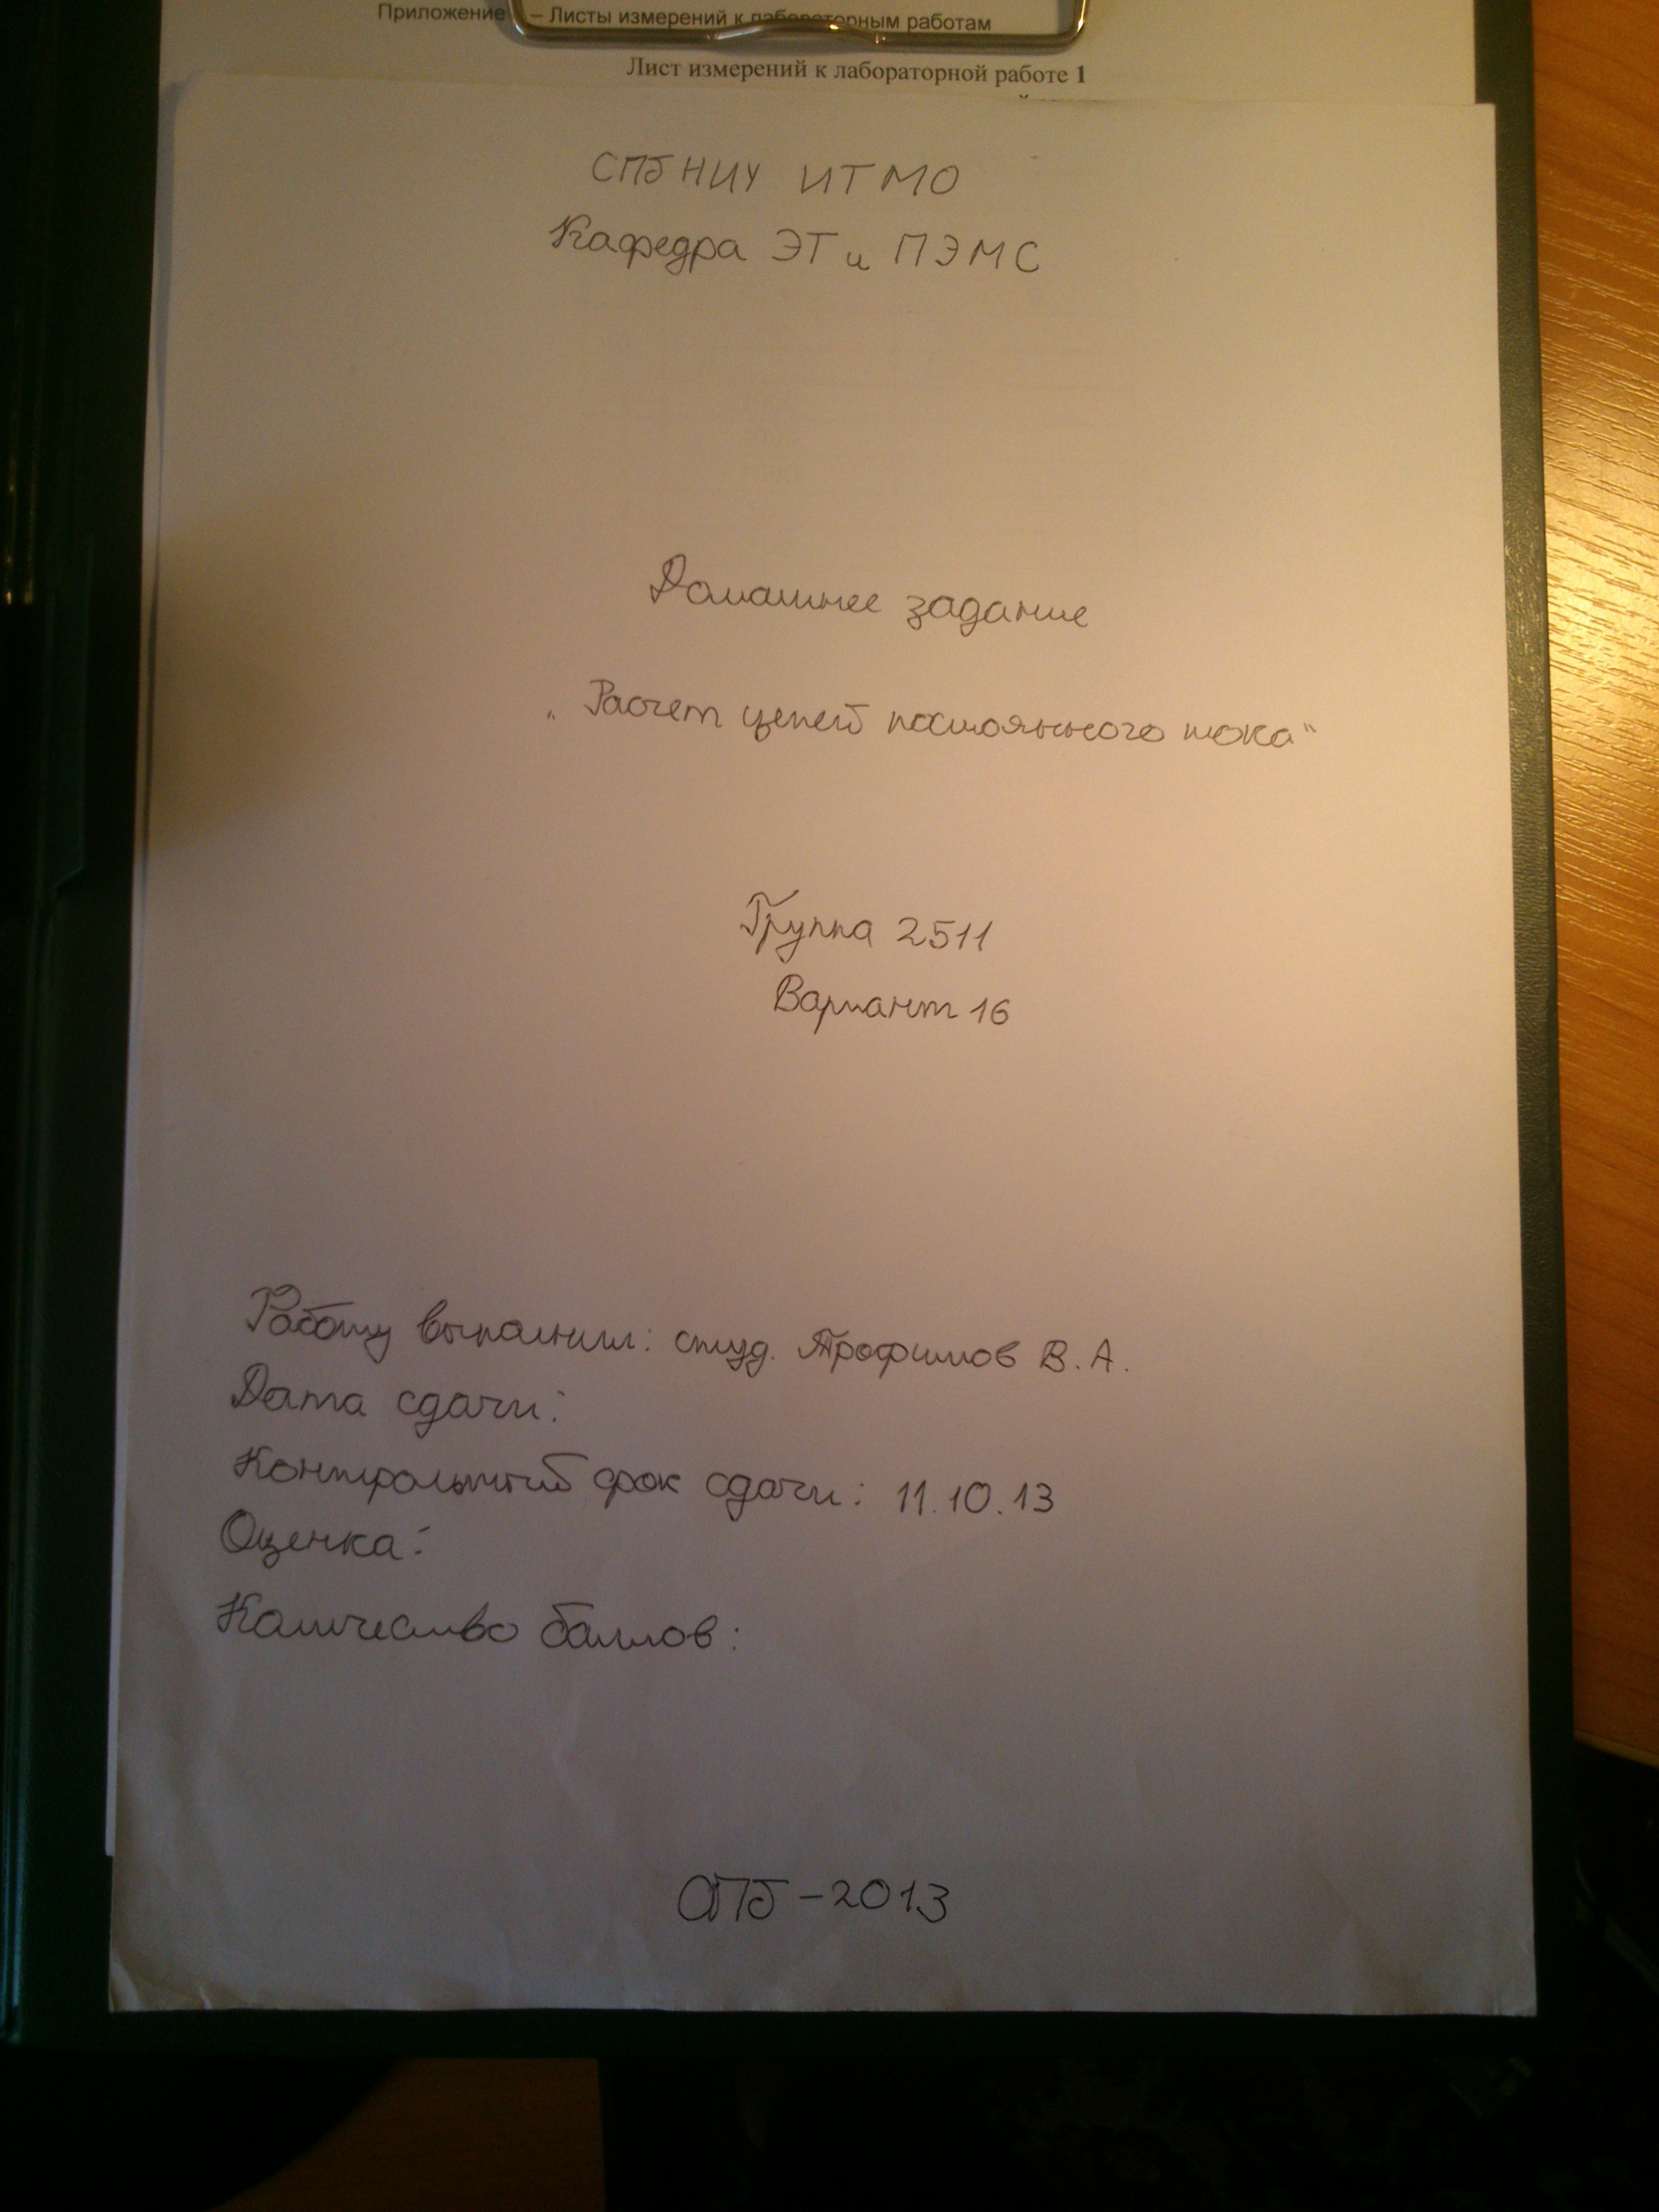 Приложение – Листы измерений к лабораторным работам
Лист измерений к лабораторной работе 1
СПб НИУ ИТМО
Кафедра ЭТ и ПЭМС
Домашнее задание
„Расчет цепей постоянного тока"
Группа 2511
Вариант 16
Работу выполнил: студ. Трофимов В.А.
Дата сдачи:
Контрольный срок сдачи: 11.10.13
Оценка:
Количество баллов:
СПб – 2013